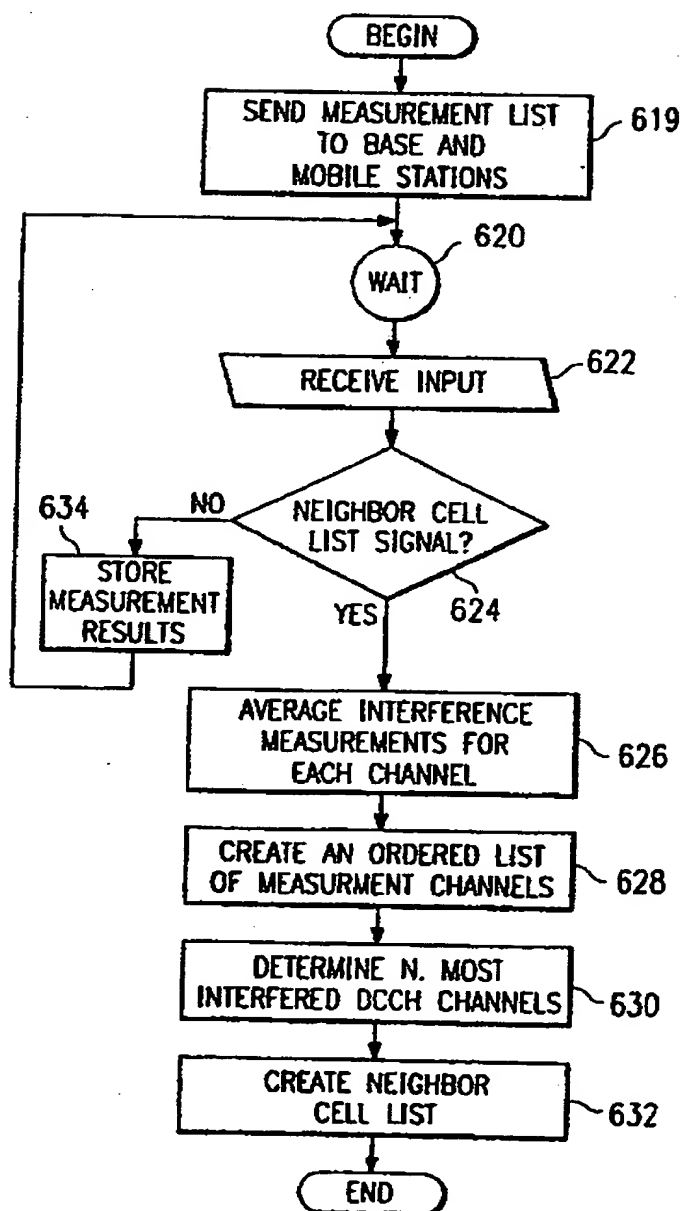 BEGIN
SEND MEASUREMENT LIST
TO BASE AND
MOBILE STATIONS
619
620
WAIT
RECEIVE INPUT
622
NEIGHBOR CELL
LIST SIGNAL?
624
NO
YES
634
STORE
MEASUREMENT
RESULTS
AVERAGE INTERFERENCE
MEASUREMENTS FOR
EACH CHANNEL
626
CREATE AN ORDERED LIST
OF MEASURMENT CHANNELS
628
DETERMINE N. MOST
INTERFERED DCCH CHANNELS
630
CREATE NEIGHBOR
CELL LIST
632
END